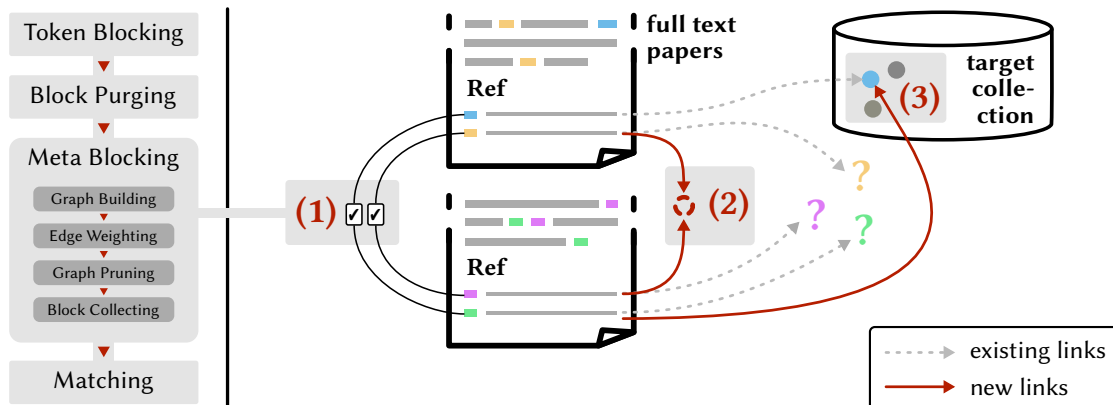 Token Blocking
Block Purging
Meta Blocking
Graph Building
Edge Weighting
Graph Pruning
Block Collecting
Matching
(1)
full text
papers
Ref
Ref
(2)
target
colle-
ction
(3)
?
?
?
existing links
new links